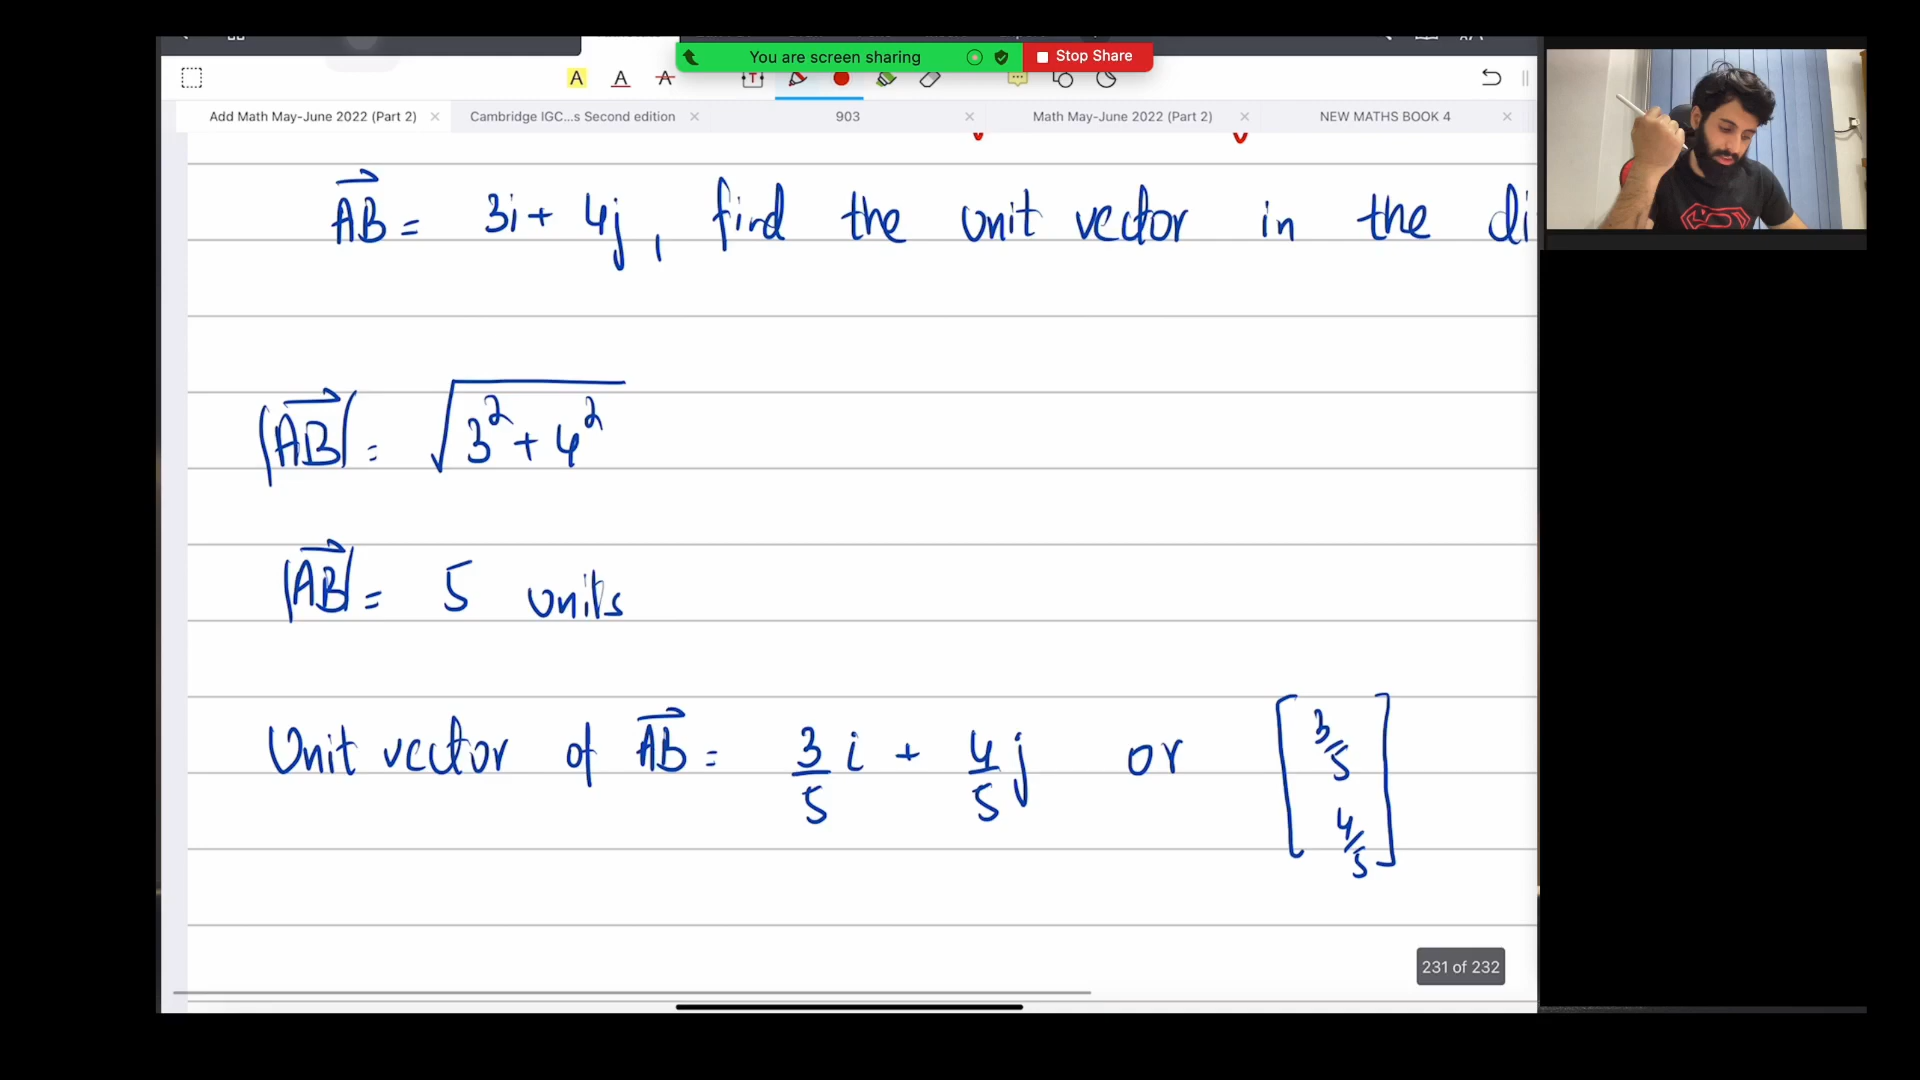 You are screen sharing Stop Share
A A A T
Add Math May-June 2022 (Part 2) Cambridge IGC...s Second edition 903 Math May-June 2022 (Part 2) NEW MATHS BOOK 4
AB = 3i + 4j, find the unit vector in the di
|AB| = √3² + 4²
|AB| = 5 units
Unit vector of AB = 3/5 i + 4/5 j or [3/5 4/5]
231 of 232